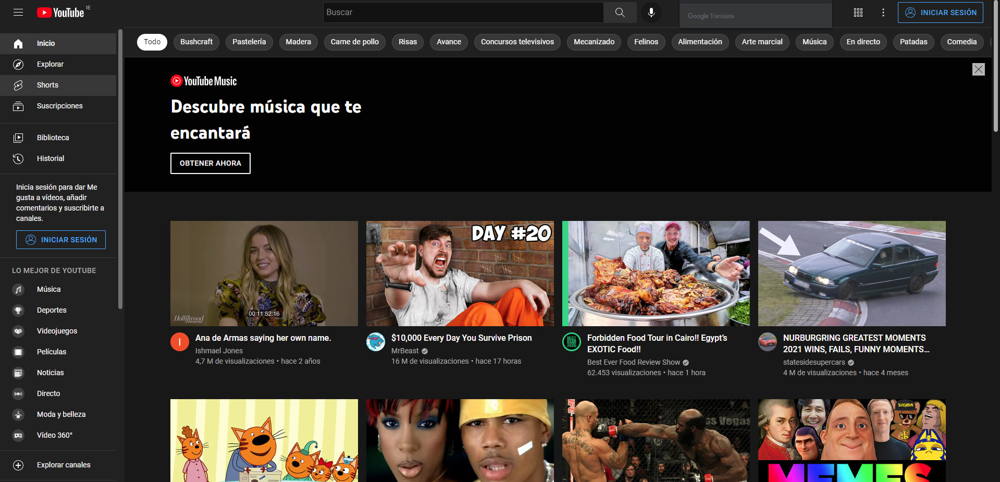 YouTube IE
Buscar
Google Translate
INICIAR SESIÓN
Inicio
Explorar
Shorts
Suscripciones
Biblioteca
Historial
Inicia sesión para dar Me
gusta a vídeos, añadir
comentarios y suscribirte a
canales.
INICIAR SESIÓN
LO MEJOR DE YOUTUBE
Música
Deportes
Videojuegos
Películas
Noticias
Directo
Moda y belleza
Vídeo 360°
Explorar canales
Todo
Bushcraft
Pastelería
Madera
Carne de pollo
Risas
Avance
Concursos televisivos
Mecanizado
Felinos
Alimentación
Arte marcial
Música
En directo
Patadas
Comedia
YouTube Music
Descubre música que te
encantará
OBTENER AHORA
Hollywood
REPORTER
00:11:52:16
I
Ana de Armas saying her own name.
Ishmael Jones
4,7 M de visualizaciones • hace 2 años
DAY #20
$10,000 Every Day You Survive Prison
MrBeast
16 M de visualizaciones • hace 17 horas
BEST
EVER
Forbidden Food Tour in Cairo!! Egypt's
EXOTIC Food!!
Best Ever Food Review Show
62.453 visualizaciones • hace 1 hora
Performance
NURBURGRING GREATEST MOMENTS
2021 WINS, FAILS, FUNNY MOMENTS...
statesidesupercars
4 M de visualizaciones • hace 4 meses
UFC
as Vegas
SIGMA
MEMES